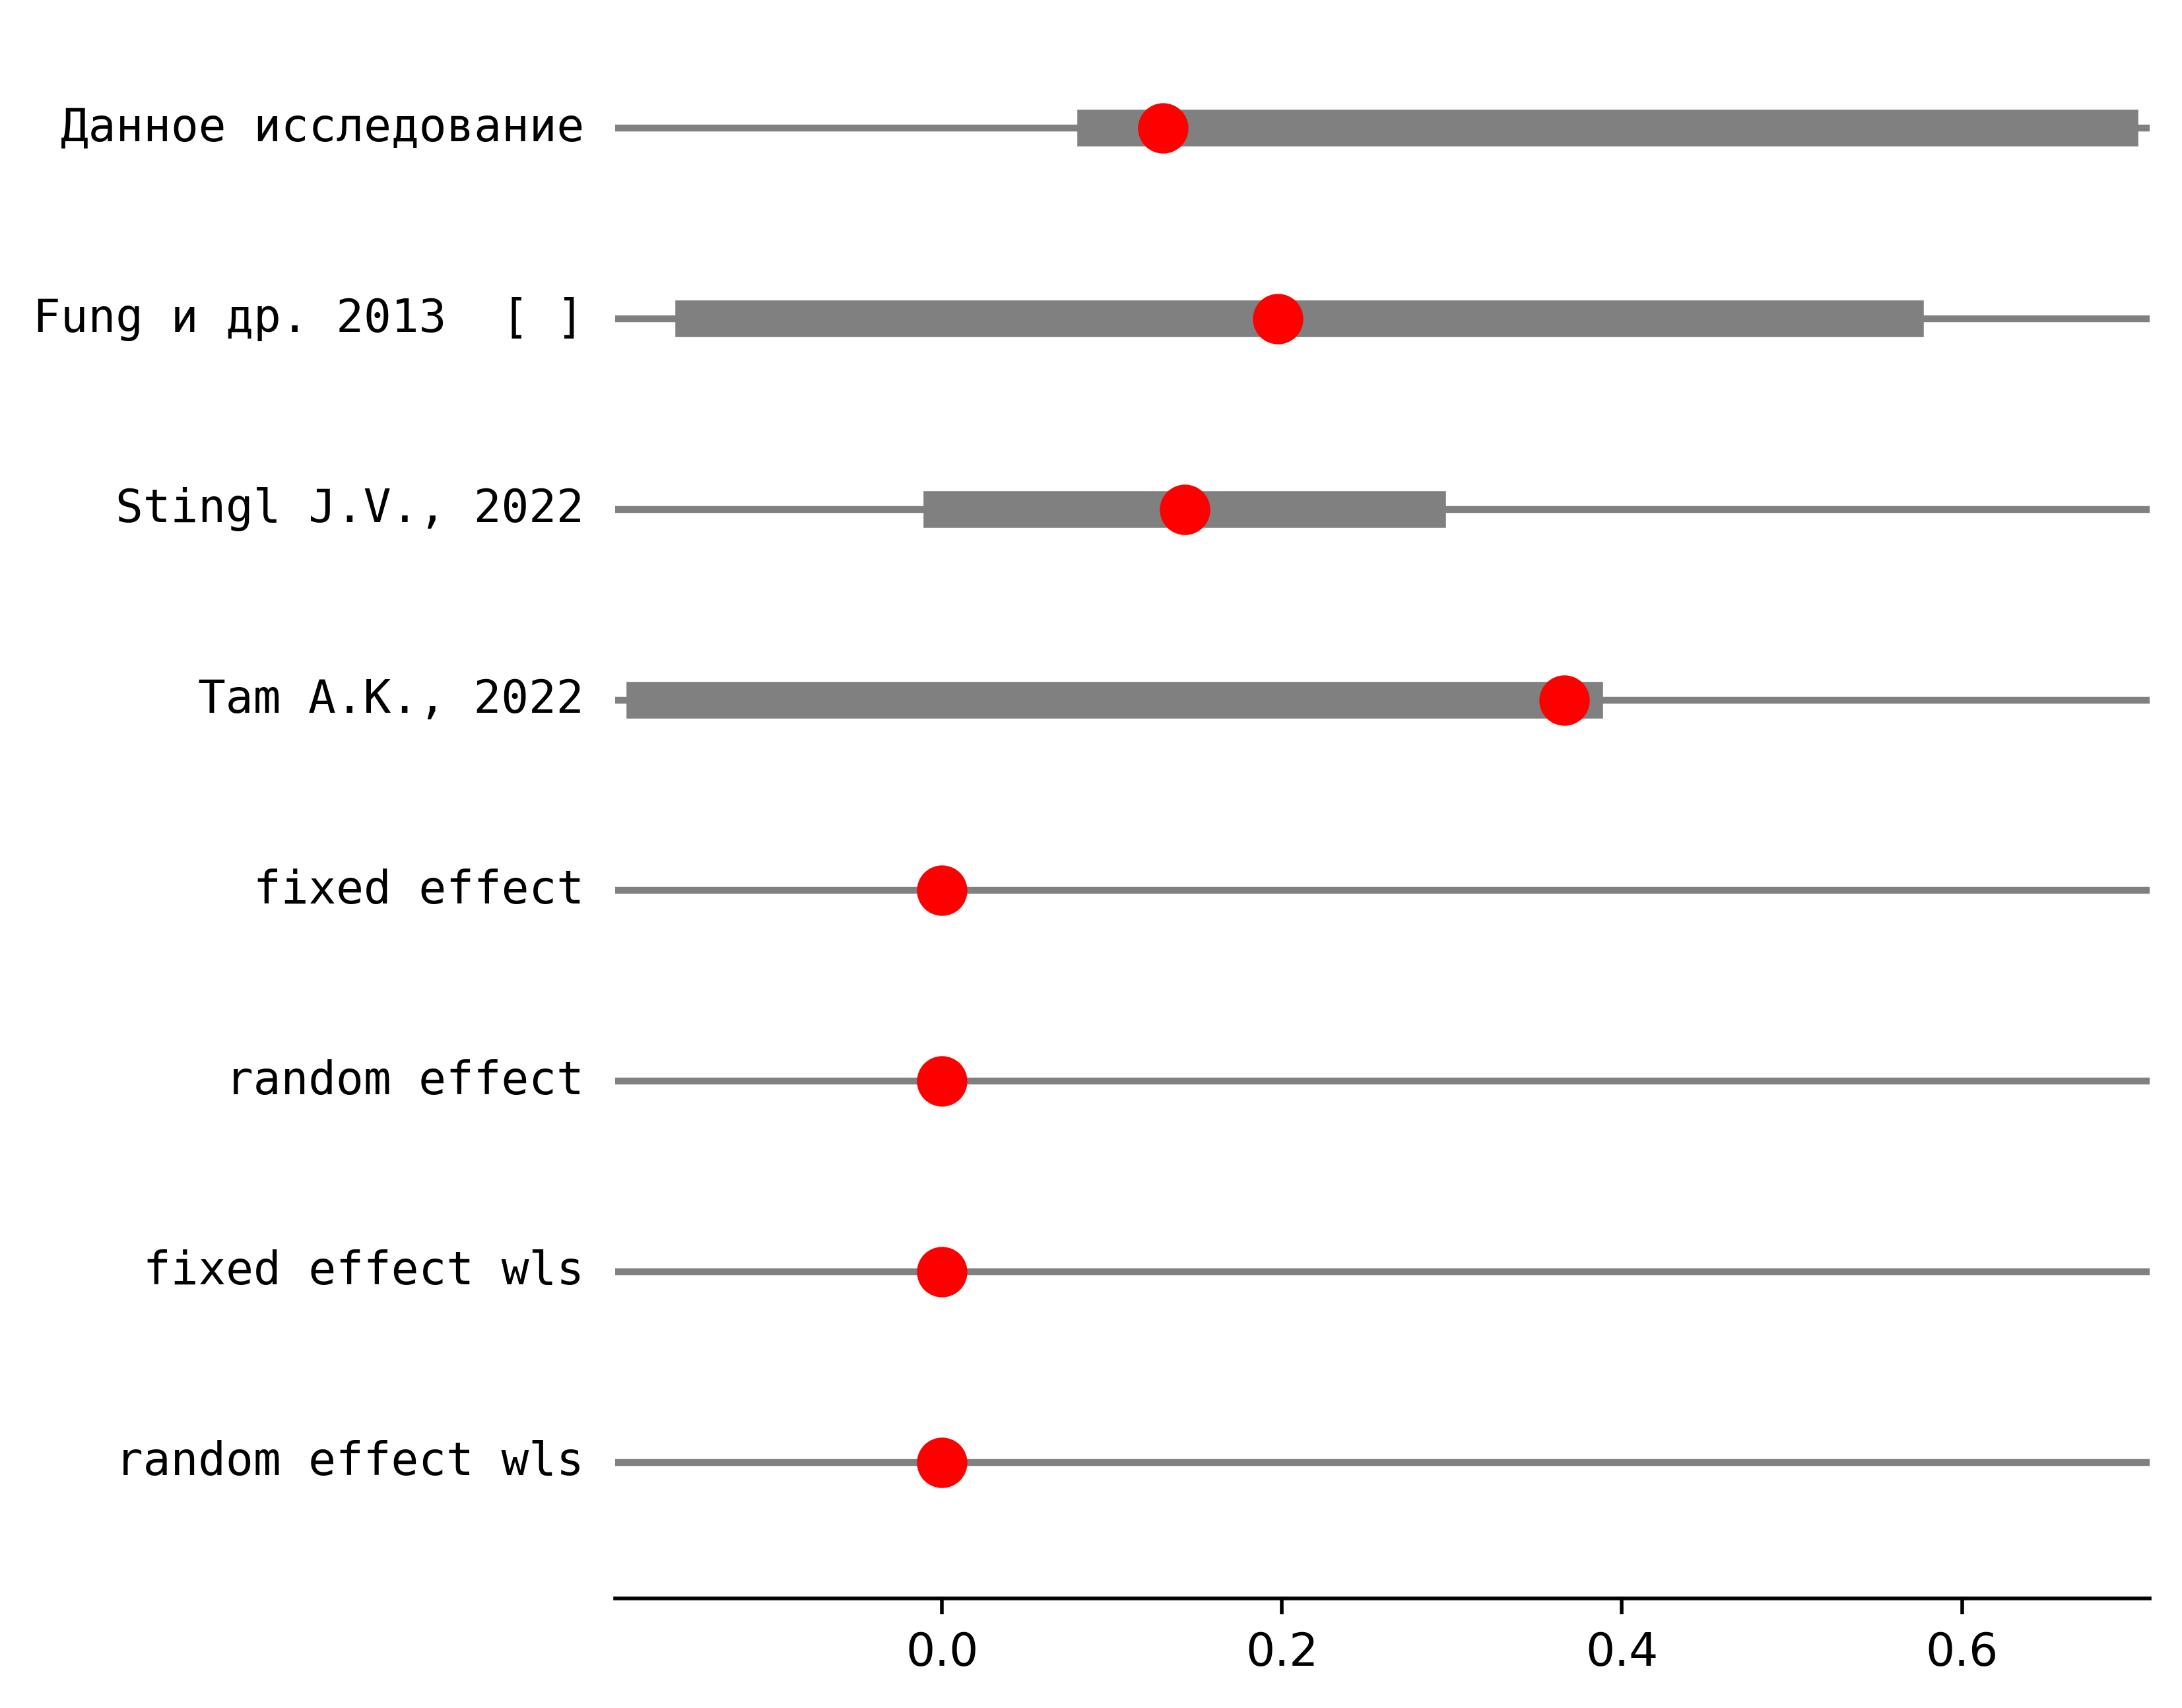 Данное исследование
Fung и др. 2013  [ ]
Stingl J.V., 2022
Tam A.K., 2022
fixed effect
random effect
fixed effect wls
random effect wls
0.0 0.2 0.4 0.6